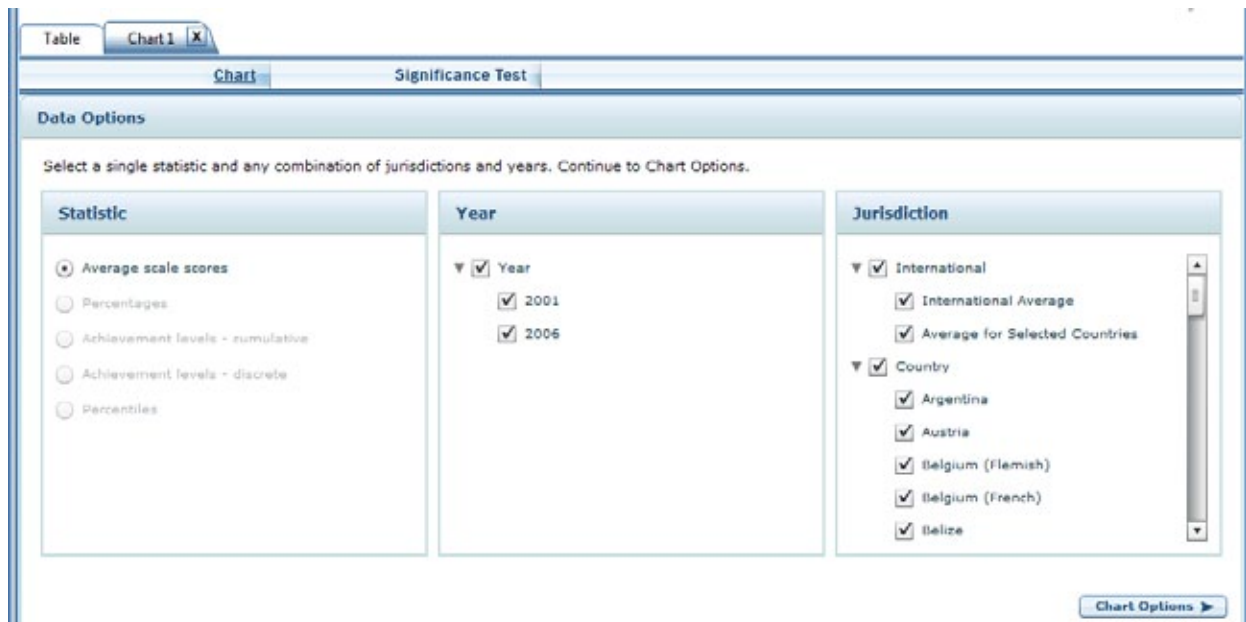 Table
Chart 1
X
Chart
Significance Test
Data Options
Select a single statistic and any combination of jurisdictions and years. Continue to Chart Options.
Statistic
Average scale scores
Percentages
Achievement levels - cumulative
Achievement levels - discrete
Percentiles
Year
Year
2001
2006
Jurisdiction
International
International Average
Average for Selected Countries
Country
Argentina
Austria
Belgium (Flemish)
Belgium (French)
Belize
Chart Options